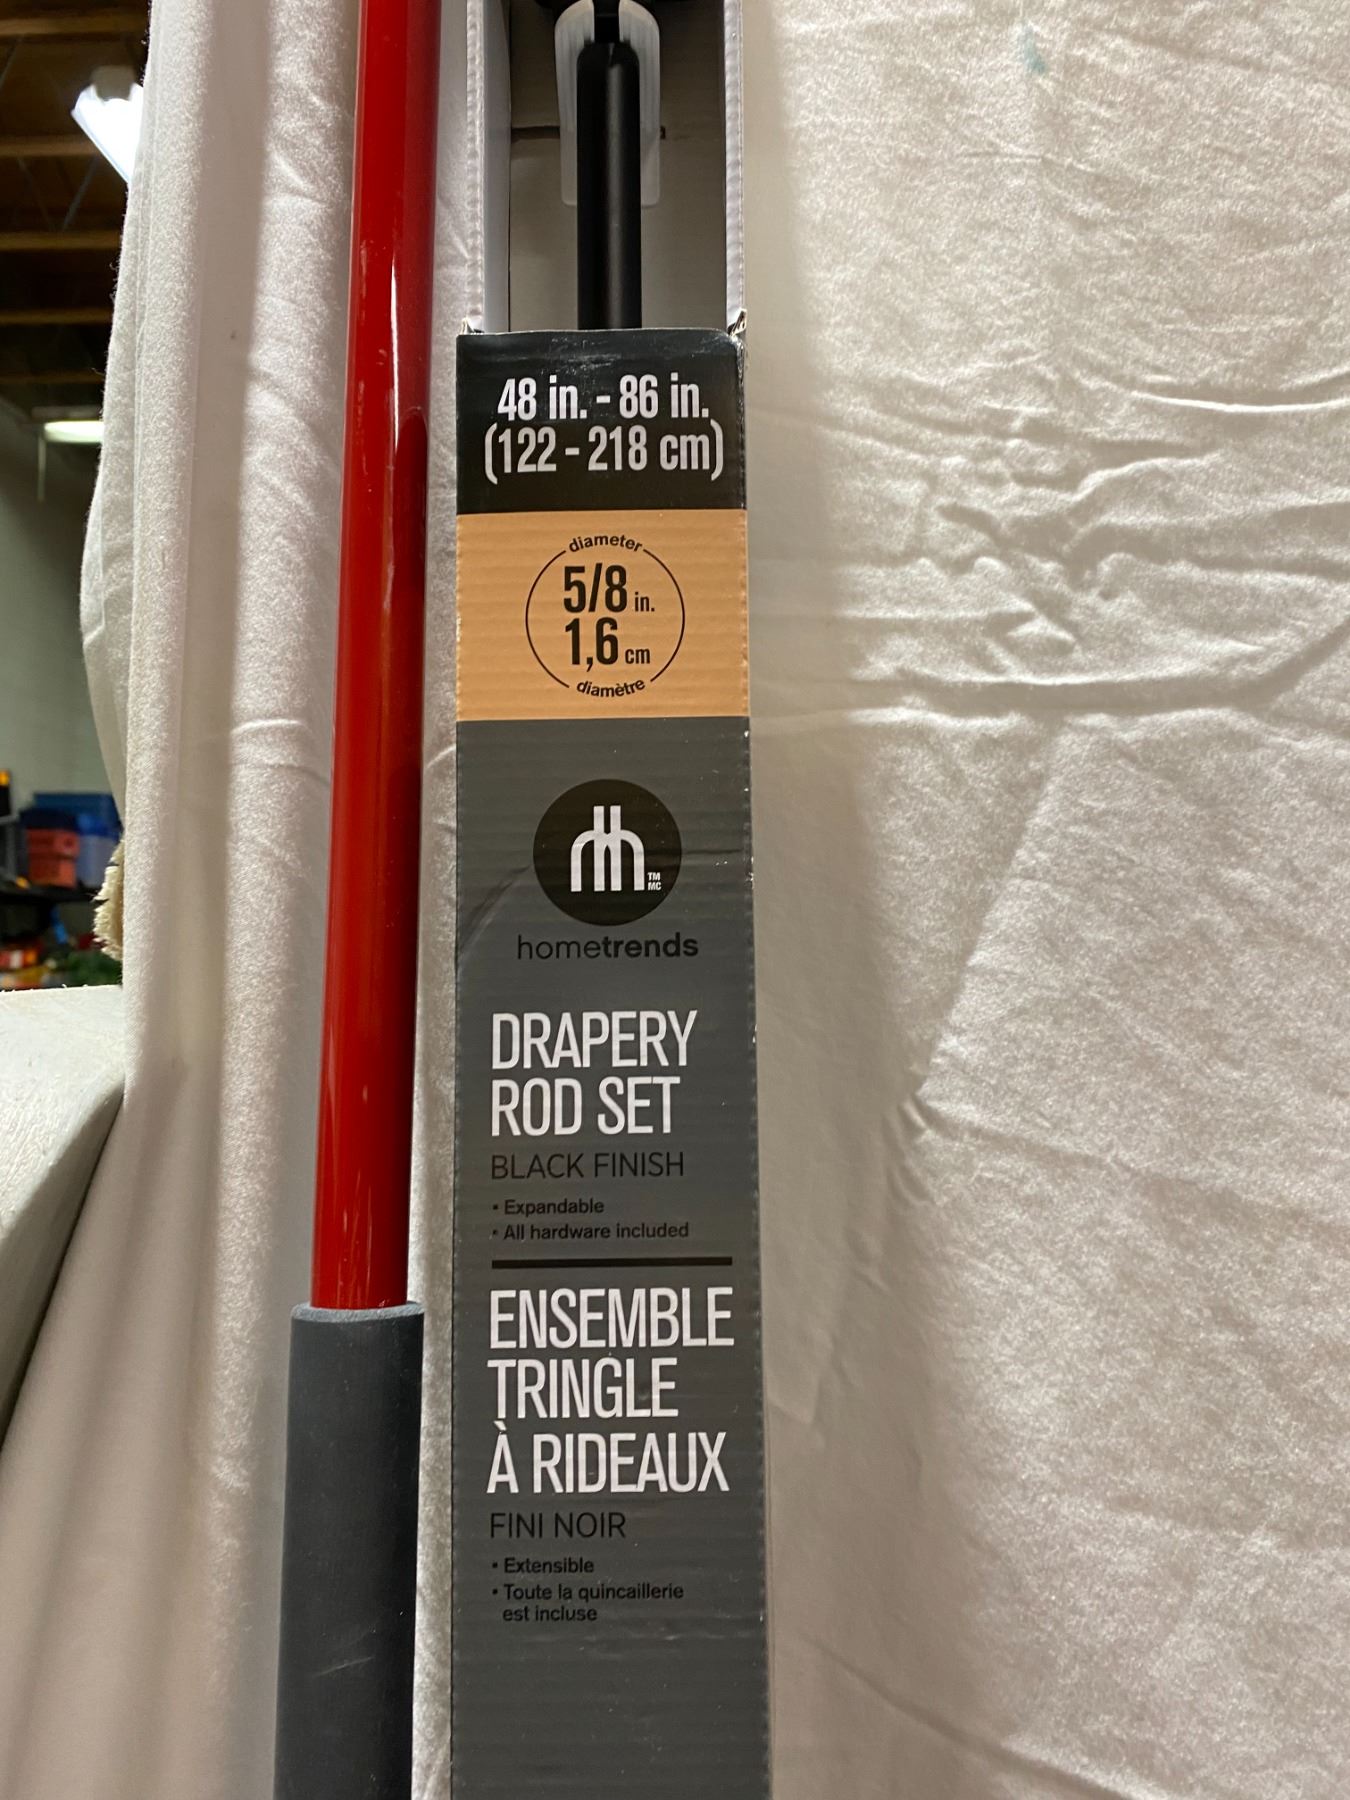 48 in. - 86 in.
(122 - 218 cm)
diameter
5/8 in.
1,6 cm
diamètre
TM
MC
hometrends
DRAPERY
ROD SET
BLACK FINISH
• Expandable
• All hardware included
ENSEMBLE
TRINGLE
À RIDEAUX
FINI NOIR
• Extensible
• Toute la quincaillerie
est incluse